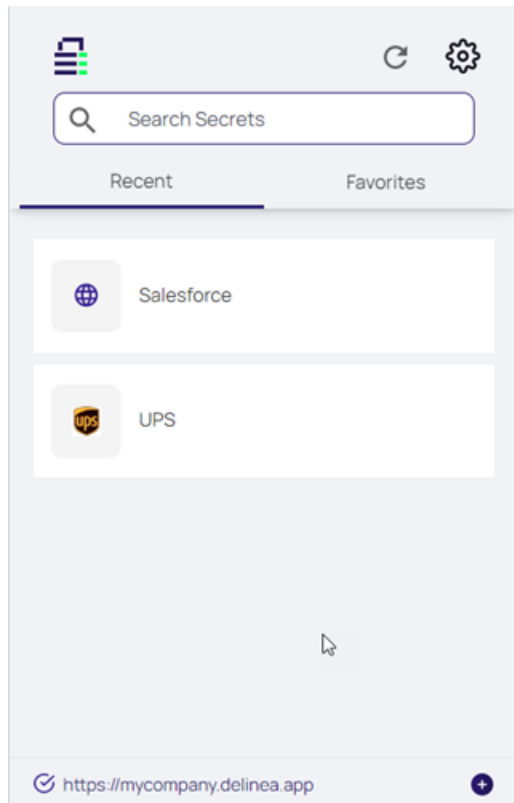 Search Secrets
Recent Favorites
Salesforce
ups UPS
https://mycompany.delinea.app